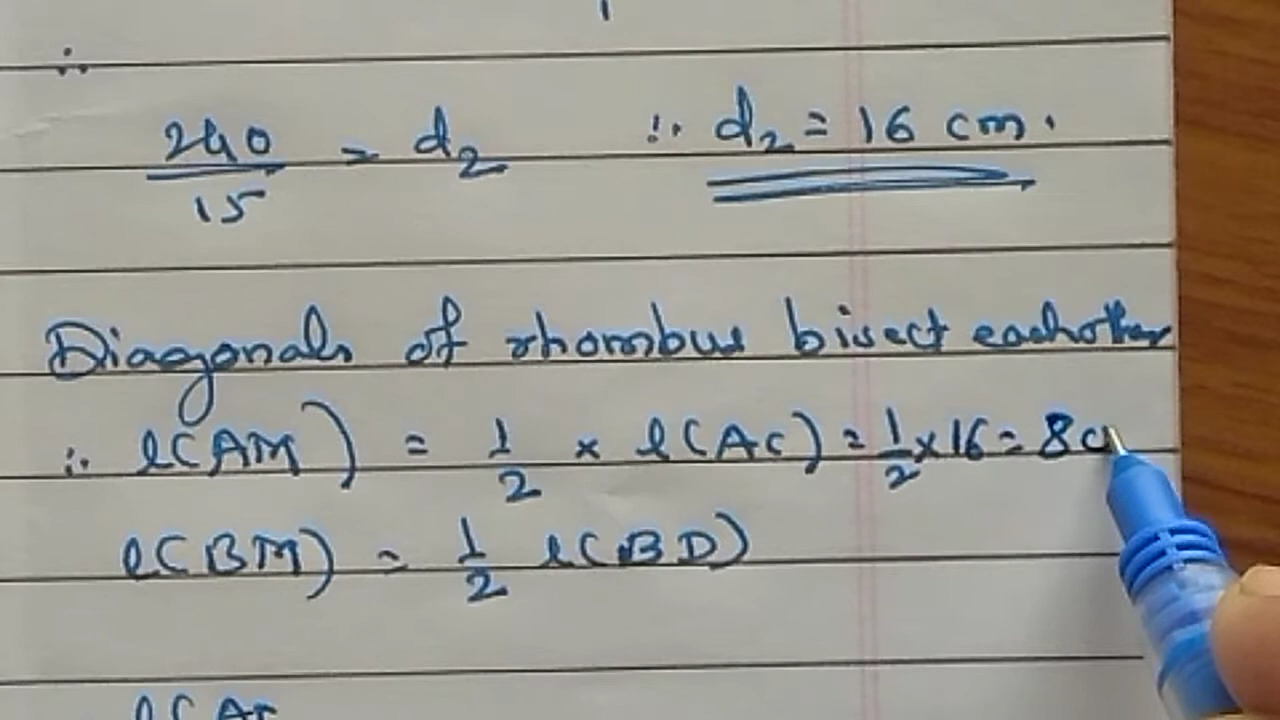 ∴
240/15 = d₂ ∴ d₂ = 16 cm.
Diagonals of rhombus bisect eachother
∴ l(AM) = 1/2 × l(AC) = 1/2 × 16 = 8c
l(BM) = 1/2 l(BD)